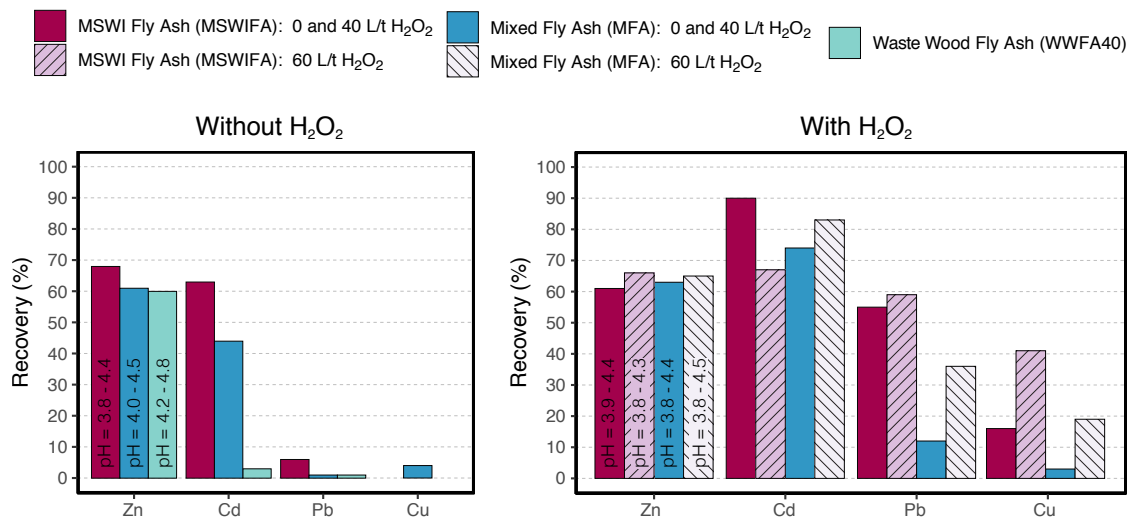 MSWI Fly Ash (MSWIFA): 0 and 40 L/t H₂O₂
MSWI Fly Ash (MSWIFA): 60 L/t H₂O₂
Mixed Fly Ash (MFA): 0 and 40 L/t H₂O₂
Mixed Fly Ash (MFA): 60 L/t H₂O₂
Waste Wood Fly Ash (WWFA40)
Without H₂O₂
Recovery (%)
100
90
80
70
60
50
40
30
20
10
0
pH = 3.8 - 4.4
pH = 4.0 - 4.5
pH = 4.2 - 4.8
Zn Cd Pb Cu
With H₂O₂
Recovery (%)
100
90
80
70
60
50
40
30
20
10
0
pH = 3.9 - 4.4
pH = 3.8 - 4.3
pH = 3.8 - 4.4
pH = 3.8 - 4.5
Zn Cd Pb Cu